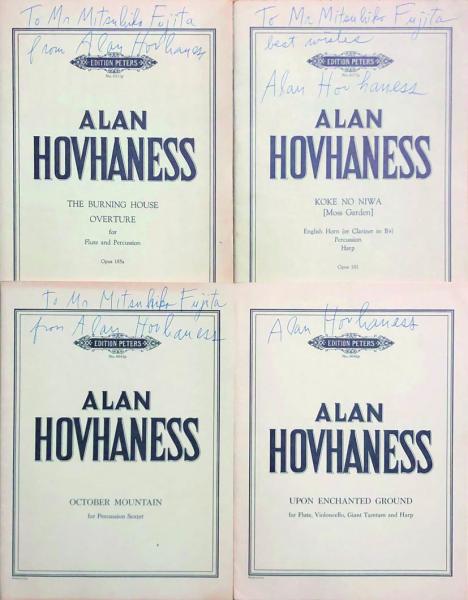 To Mr Mitsuhiko Fujita
from Alan Hovhaness
EDITION PETERS
ALAN
HOVHANESS
THE BURNING HOUSE
OVERTURE
for
Flute and Percussion
Opus 185a
To Mr Mitsuhiko Fujita
best wishes
Alan Hovhaness
EDITION PETERS
ALAN
HOVHANESS
KOKE NO NIWA
[Moss Garden]
English Horn (or Clarinet in B♭)
Percussion
Harp
Opus 181
To Mr Mitsuhiko Fujita
from Alan Hovhaness
EDITION PETERS
ALAN
HOVHANESS
OCTOBER MOUNTAIN
for Percussion Sextet
Alan Hovhaness
EDITION PETERS
ALAN
HOVHANESS
UPON ENCHANTED GROUND
for Flute, Violoncello, Giant Tamtam and Harp